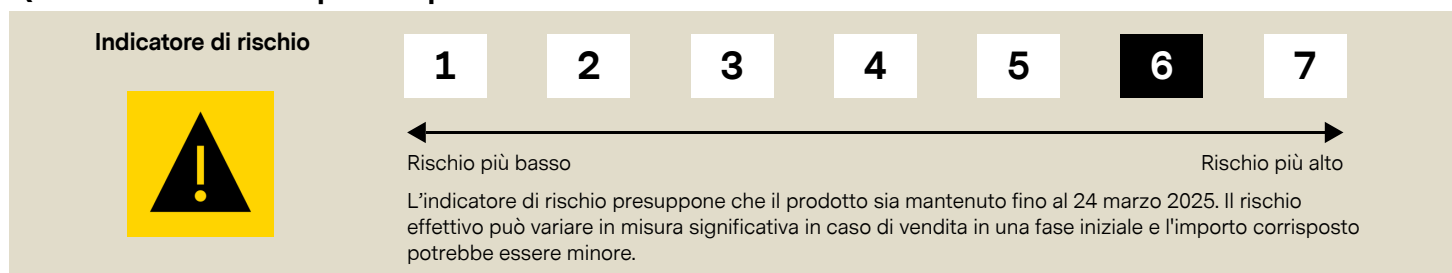 Indicatore di rischio
1 2 3 4 5 6 7
Rischio più basso
Rischio più alto
L'indicatore di rischio presuppone che il prodotto sia mantenuto fino al 24 marzo 2025. Il rischio
effettivo può variare in misura significativa in caso di vendita in una fase iniziale e l'importo corrisposto
potrebbe essere minore.